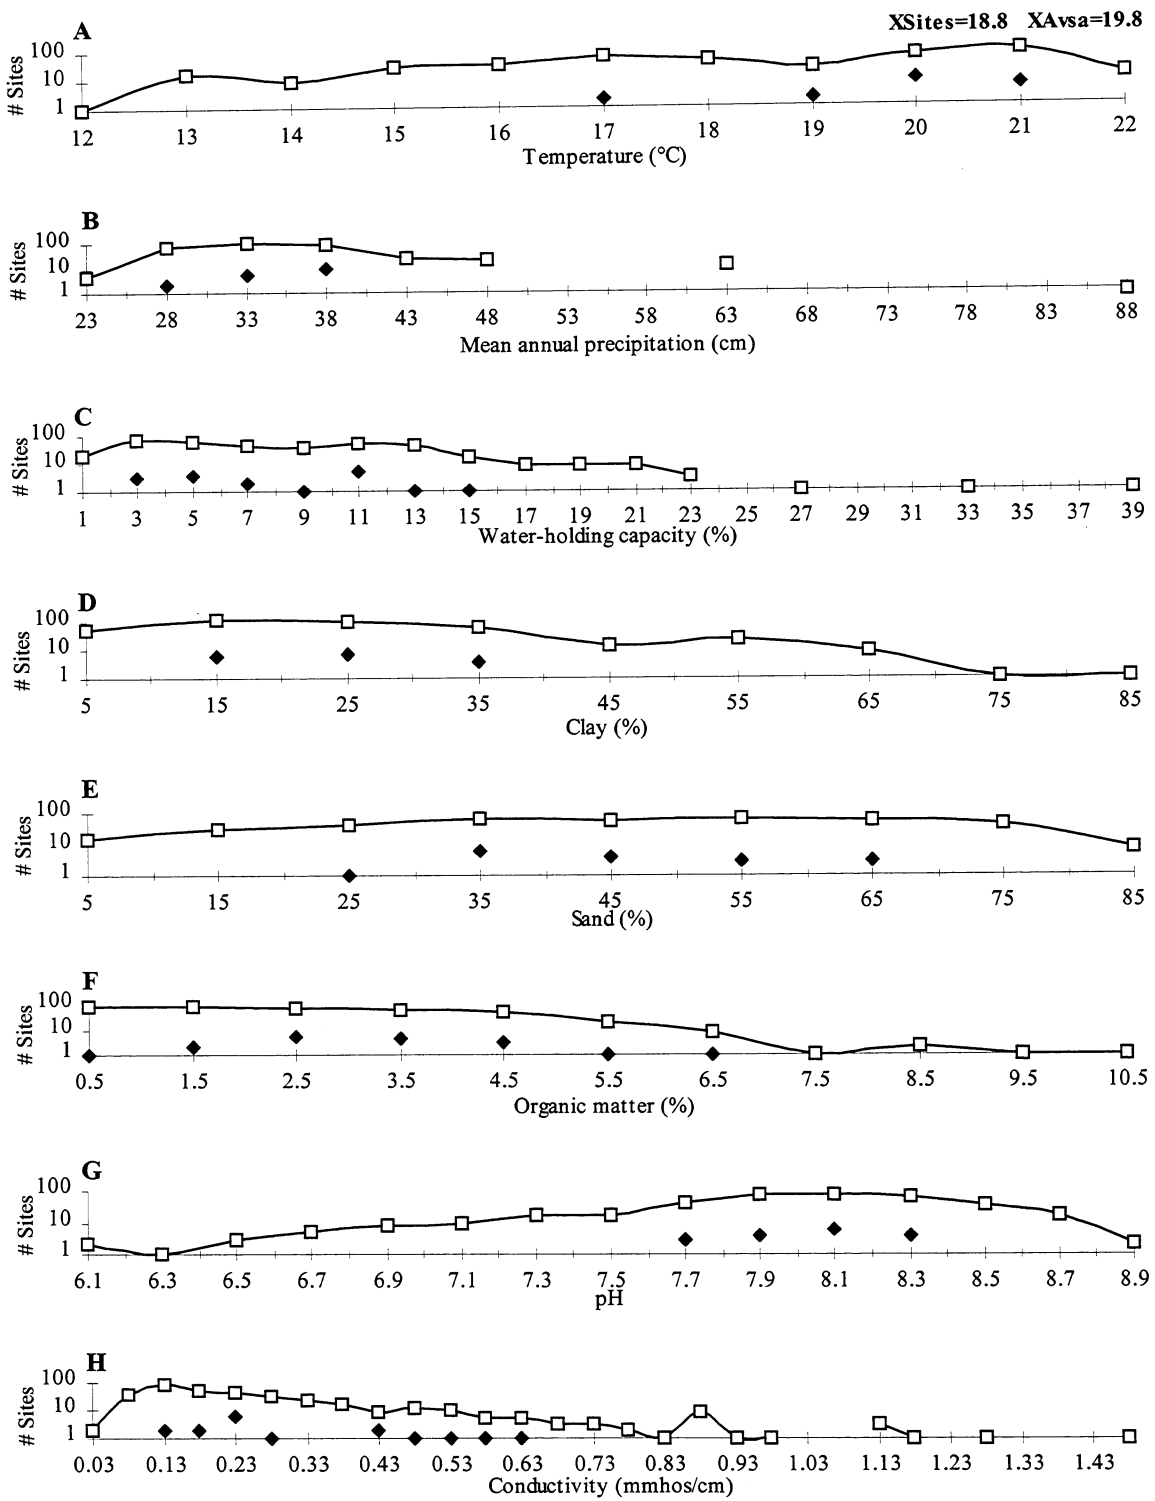 XSites=18.8 XAvsa=19.8
A
# Sites
100
10
1
12 13 14 15 16 17 18 19 20 21 22
Temperature (°C)
B
# Sites
100
10
1
23 28 33 38 43 48 53 58 63 68 73 78 83 88
Mean annual precipitation (cm)
C
# Sites
100
10
1
1 3 5 7 9 11 13 15 17 19 21 23 25 27 29 31 33 35 37 39
Water-holding capacity (%)
D
# Sites
100
10
1
5 15 25 35 45 55 65 75 85
Clay (%)
E
# Sites
100
10
1
5 15 25 35 45 55 65 75 85
Sand (%)
F
# Sites
100
10
1
0.5 1.5 2.5 3.5 4.5 5.5 6.5 7.5 8.5 9.5 10.5
Organic matter (%)
G
# Sites
100
10
1
6.1 6.3 6.5 6.7 6.9 7.1 7.3 7.5 7.7 7.9 8.1 8.3 8.5 8.7 8.9
pH
H
# Sites
100
10
1
0.03 0.13 0.23 0.33 0.43 0.53 0.63 0.73 0.83 0.93 1.03 1.13 1.23 1.33 1.43
Conductivity (mmhos/cm)